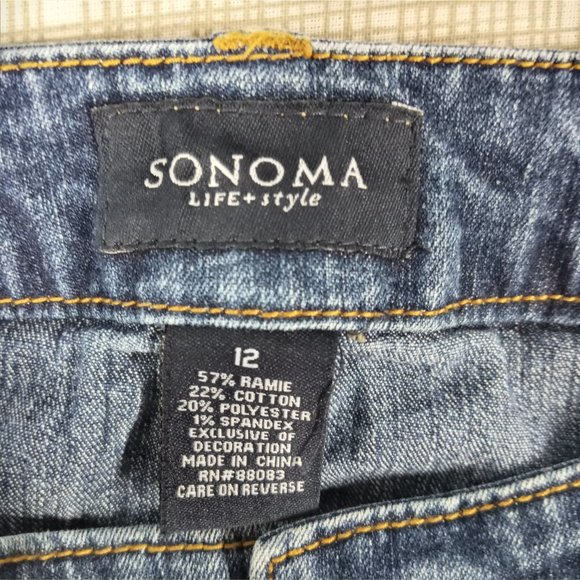 SONOMA
LIFE+style
12
57% RAMIE
22% COTTON
20% POLYESTER
1% SPANDEX
EXCLUSIVE OF
DECORATION
MADE IN CHINA
RN#88083
CARE ON REVERSE